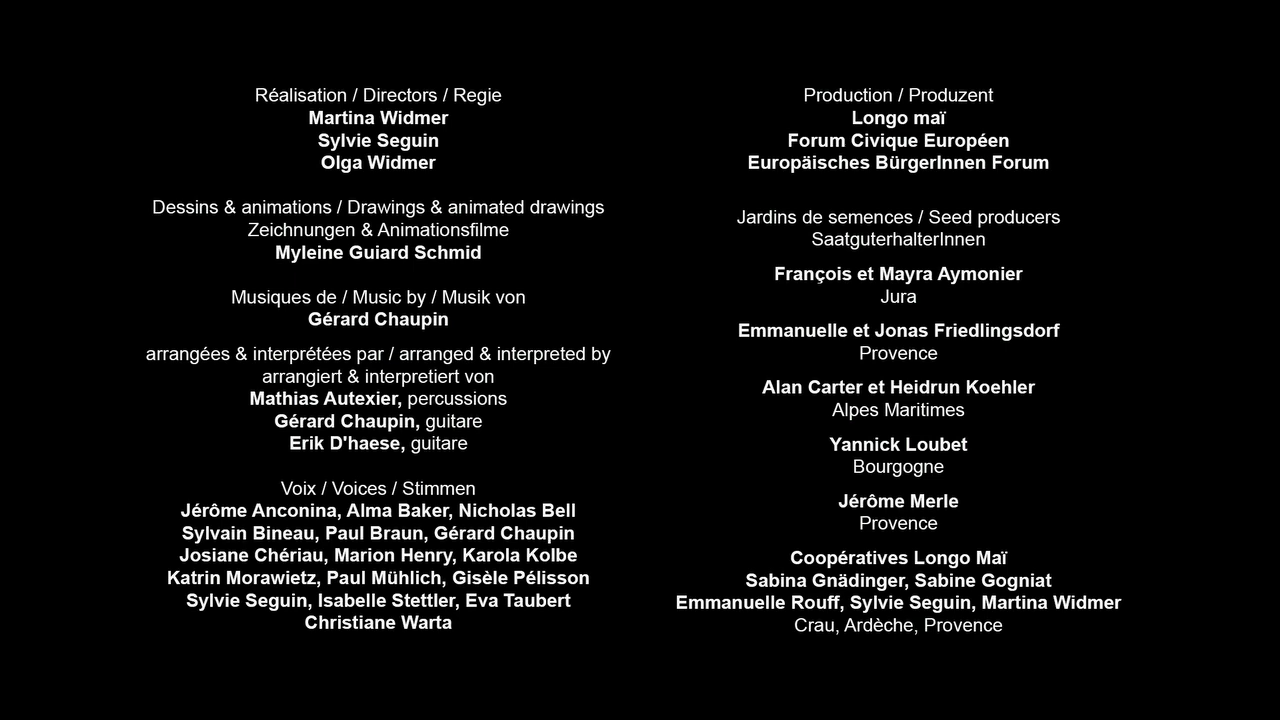 Réalisation / Directors / Regie
Martina Widmer
Sylvie Seguin
Olga Widmer
Dessins & animations / Drawings & animated drawings
Zeichnungen & Animationsfilme
Myleine Guiard Schmid
Musiques de / Music by / Musik von
Gérard Chaupin
arrangées & interprétées par / arranged & interpreted by
arrangiert & interpretiert von
Mathias Autexier, percussions
Gérard Chaupin, guitare
Erik D'haese, guitare
Voix / Voices / Stimmen
Jérôme Anconina, Alma Baker, Nicholas Bell
Sylvain Bineau, Paul Braun, Gérard Chaupin
Josiane Chériau, Marion Henry, Karola Kolbe
Katrin Morawietz, Paul Mühlich, Gisèle Pélisson
Sylvie Seguin, Isabelle Stettler, Eva Taubert
Christiane Warta
Production / Produzent
Longo maï
Forum Civique Européen
Europäisches BürgerInnen Forum
Jardins de semences / Seed producers
SaatguterhalterInnen
François et Mayra Aymonier
Jura
Emmanuelle et Jonas Friedlingsdorf
Provence
Alan Carter et Heidrun Koehler
Alpes Maritimes
Yannick Loubet
Bourgogne
Jérôme Merle
Provence
Coopératives Longo Maï
Sabina Gnädinger, Sabine Gogniat
Emmanuelle Rouff, Sylvie Seguin, Martina Widmer
Crau, Ardèche, Provence